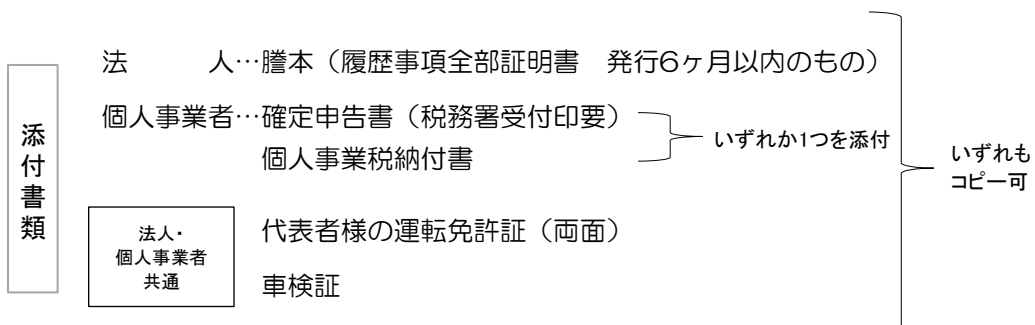 添付書類
法　　　人…謄本（履歴事項全部証明書　発行6ヶ月以内のもの）
個人事業者…確定申告書（税務署受付印要）
個人事業税納付書
いずれか1つを添付
法人・
個人事業者
共通
代表者様の運転免許証（両面）
車検証
いずれも
コピー可